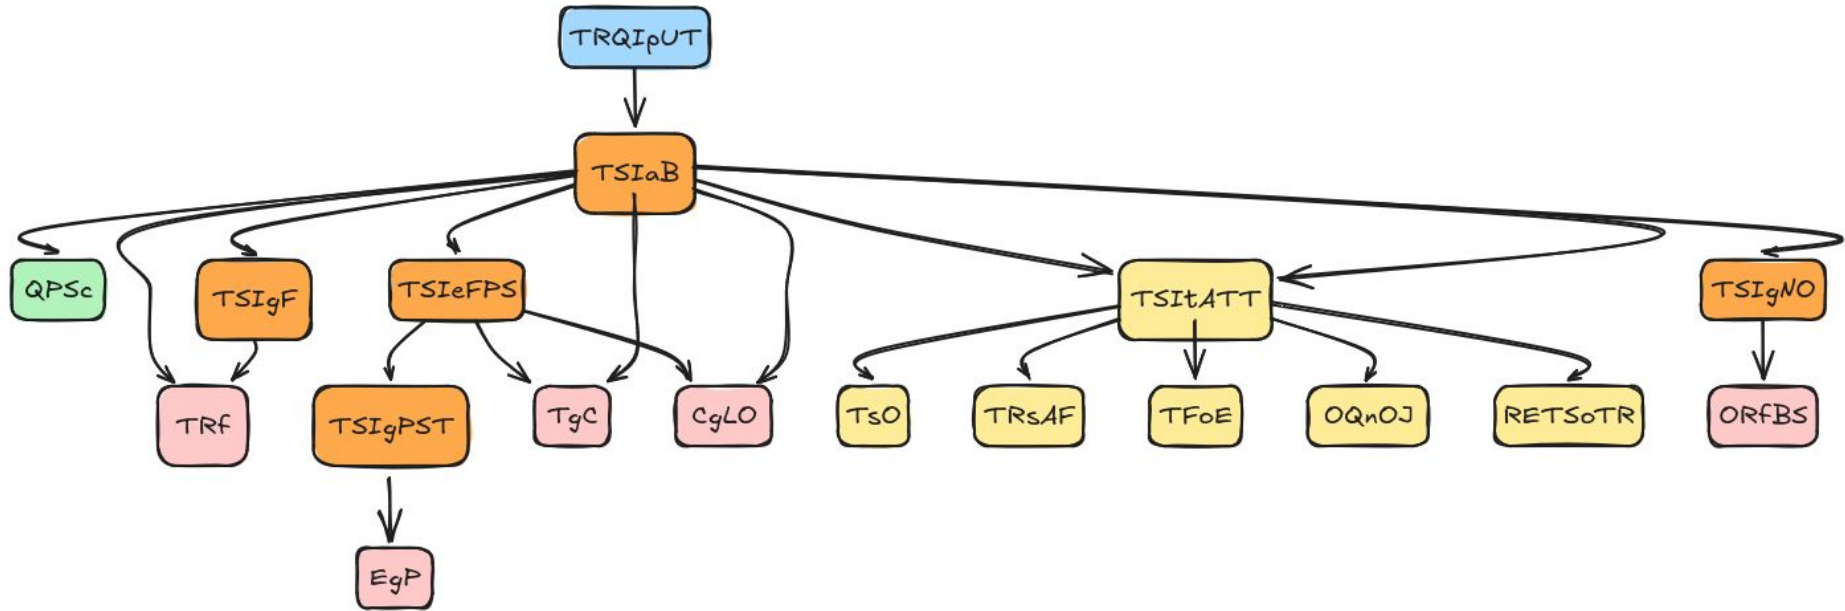 TRQIpUT
TSIaB
QPSc
TSIgF
TSIeFPS
TSItATT
TSIgNO
TRf
TSIgPST
TgC
CgLO
TsO
TRsAF
TFoE
OQnOJ
RETSoTR
ORfBS
EgP